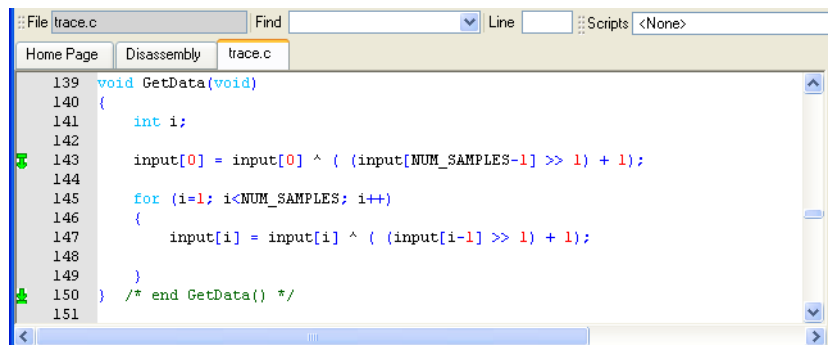 File trace.c Find Line Scripts <None>
Home Page Disassembly trace.c
139 void GetData(void)
140 {
141     int i;
142
143     input[0] = input[0] ^ ( (input[NUM_SAMPLES-1] >> 1) + 1);
144
145     for (i=1; i<NUM_SAMPLES; i++)
146     {
147         input[i] = input[i] ^ ( (input[i-1] >> 1) + 1);
148
149     }
150 }  /* end GetData() */
151